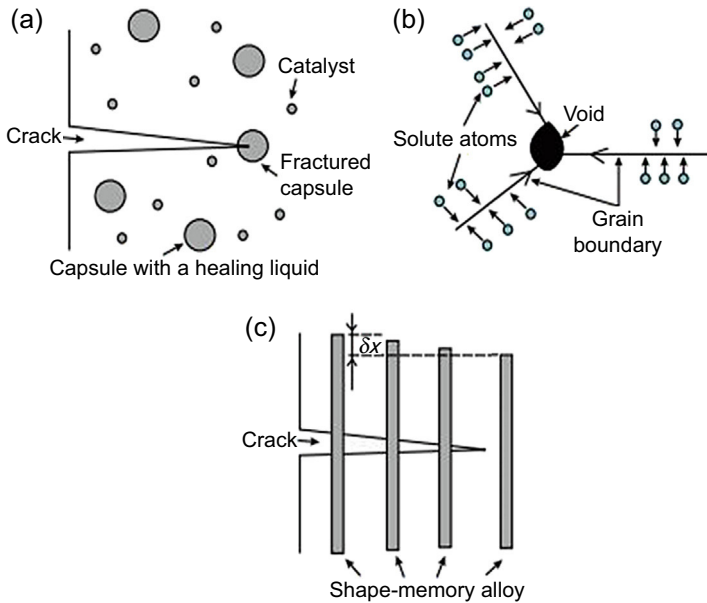 (a)
Catalyst
Crack
Fractured
capsule
Capsule with a healing liquid
(b)
Void
Solute atoms
Grain
boundary
(c)
δx
Crack
Shape-memory alloy